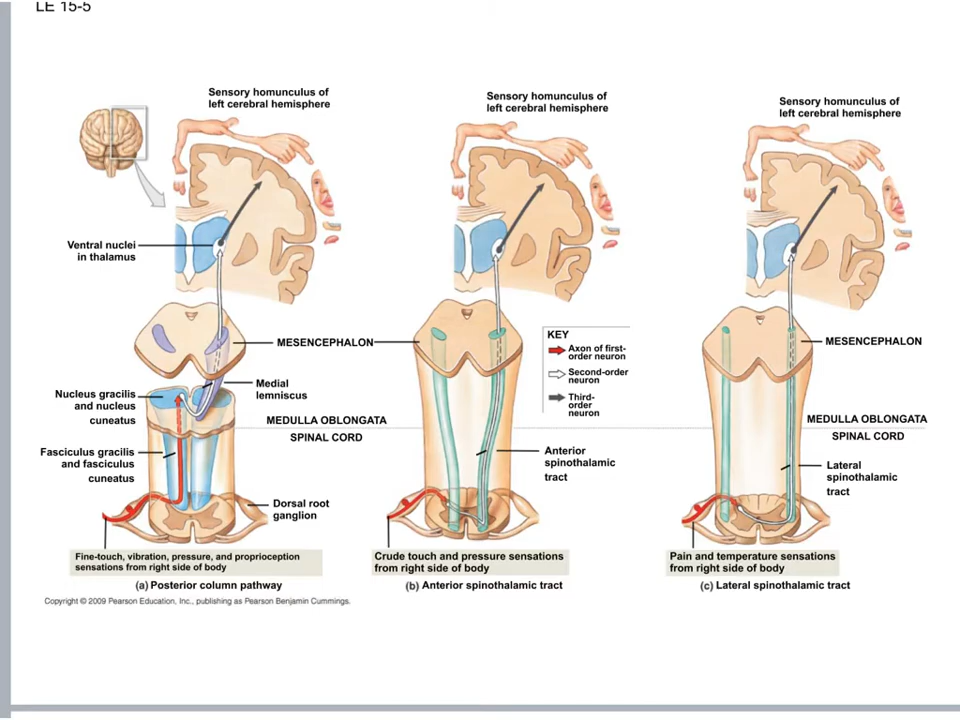 LE 15-5
Sensory homunculus of
left cerebral hemisphere
Ventral nuclei
in thalamus
MESENCEPHALON
Nucleus gracilis
and nucleus
cuneatus
Medial
lemniscus
MEDULLA OBLONGATA
SPINAL CORD
Fasciculus gracilis
and fasciculus
cuneatus
Dorsal root
ganglion
Fine-touch, vibration, pressure, and proprioception
sensations from right side of body
(a) Posterior column pathway
Copyright © 2009 Pearson Education, Inc., publishing as Pearson Benjamin Cummings.
Sensory homunculus of
left cerebral hemisphere
KEY
Axon of first-
order neuron
Second-order
neuron
Third-
order
neuron
Anterior
spinothalamic
tract
Crude touch and pressure sensations
from right side of body
(b) Anterior spinothalamic tract
Sensory homunculus of
left cerebral hemisphere
MESENCEPHALON
MEDULLA OBLONGATA
SPINAL CORD
Lateral
spinothalamic
tract
Pain and temperature sensations
from right side of body
(c) Lateral spinothalamic tract